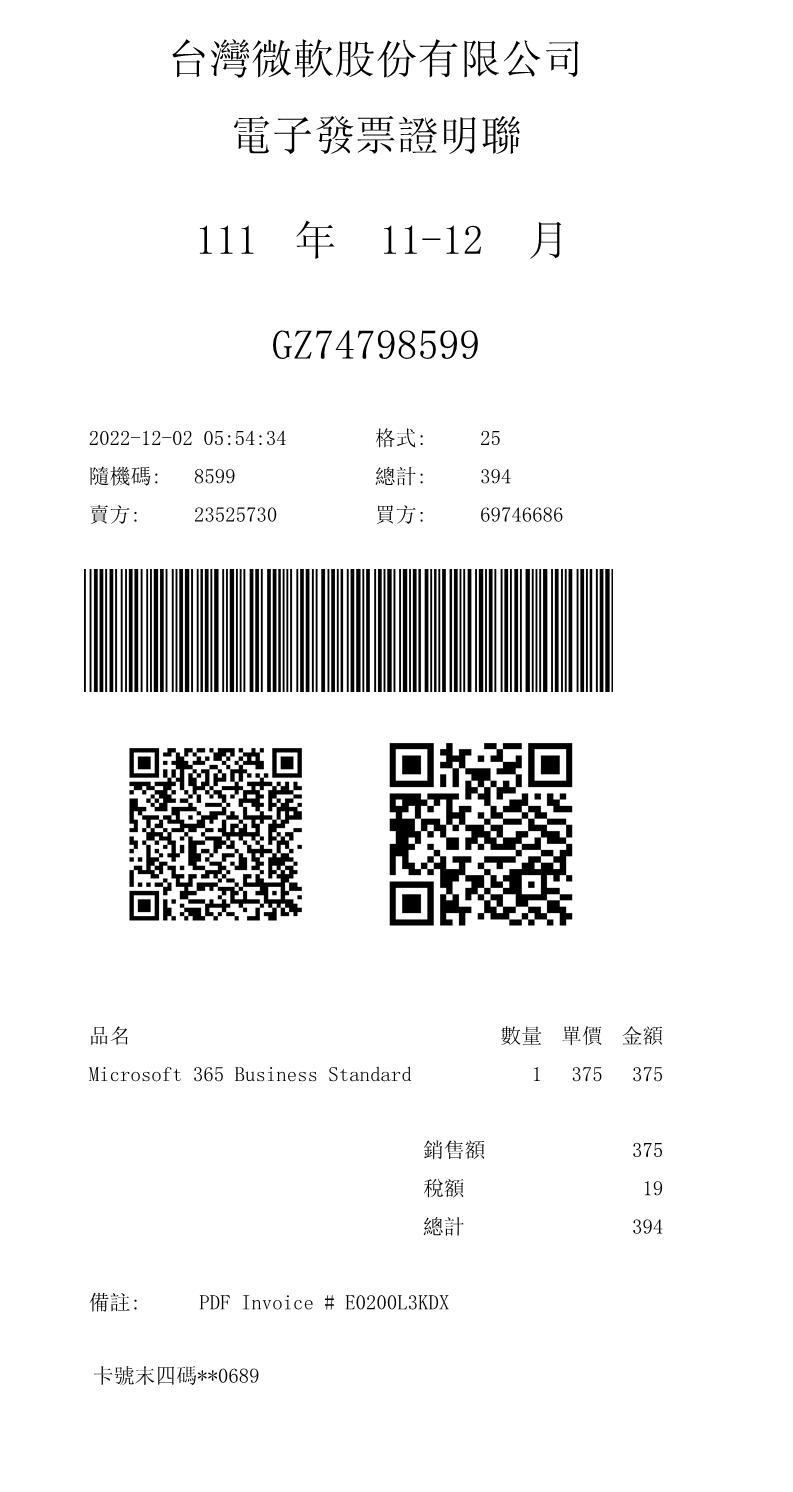 台灣微軟股份有限公司
電子發票證明聯
111 年 11-12 月
GZ74798599
2022-12-02 05:54:34 格式: 25
隨機碼: 8599 總計: 394
賣方: 23525730 買方: 69746686
品名 數量 單價 金額
Microsoft 365 Business Standard 1 375 375
銷售額 375
稅額 19
總計 394
備註: PDF Invoice # E0200L3KDX
卡號末四碼**0689